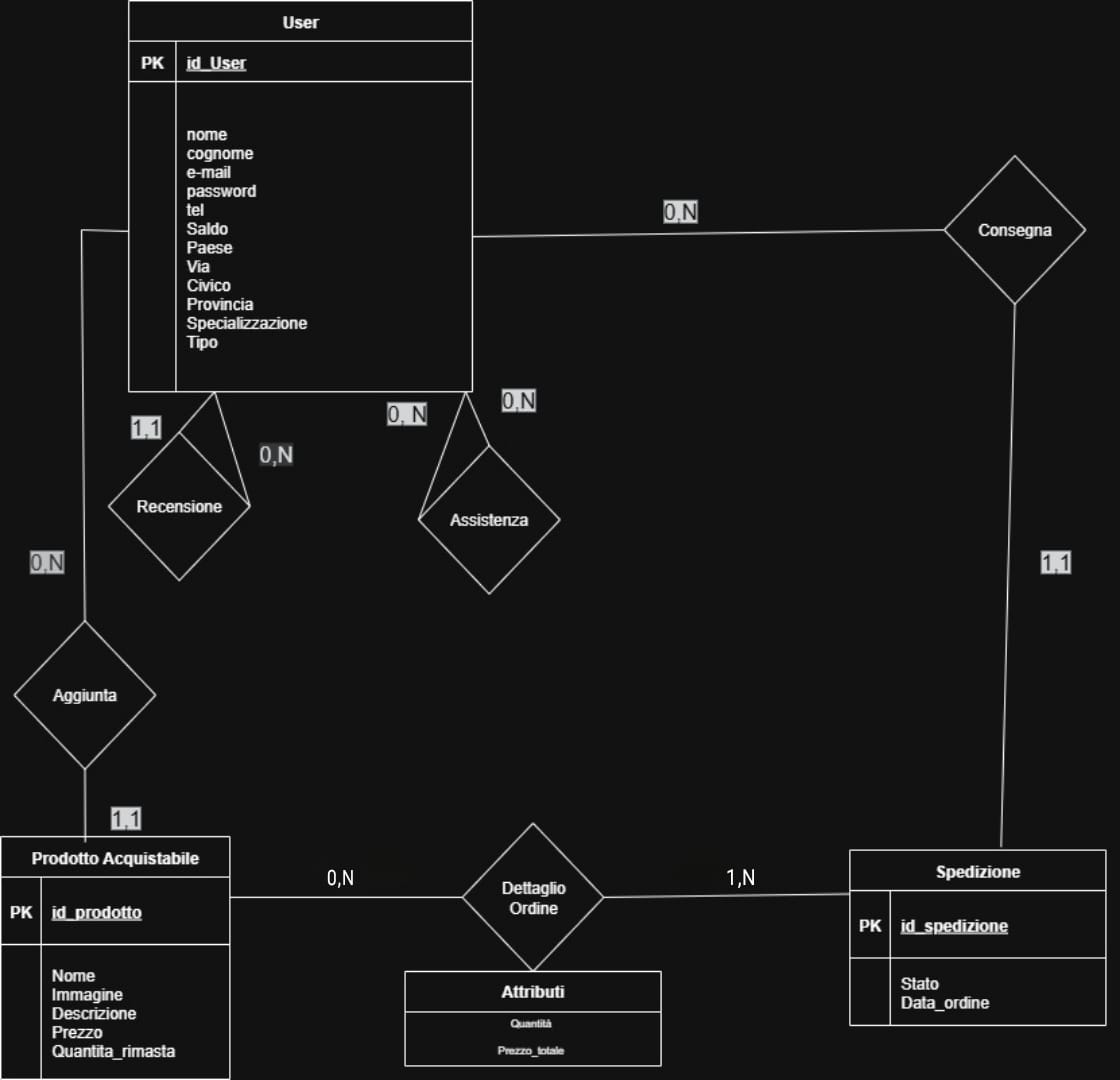 User
PK
id_User
nome
cognome
e-mail
password
tel
Saldo
Paese
Via
Civico
Provincia
Specializzazione
Tipo
0,N
Consegna
1,1
0,N
0, N
0,N
Recensione
Assistenza
0,N
1,1
Aggiunta
1,1
Prodotto Acquistabile
PK
id_prodotto
Nome
Immagine
Descrizione
Prezzo
Quantita_rimasta
0,N
Dettaglio
Ordine
1,N
Attributi
Quantità
Prezzo_totale
Spedizione
PK
id_spedizione
Stato
Data_ordine